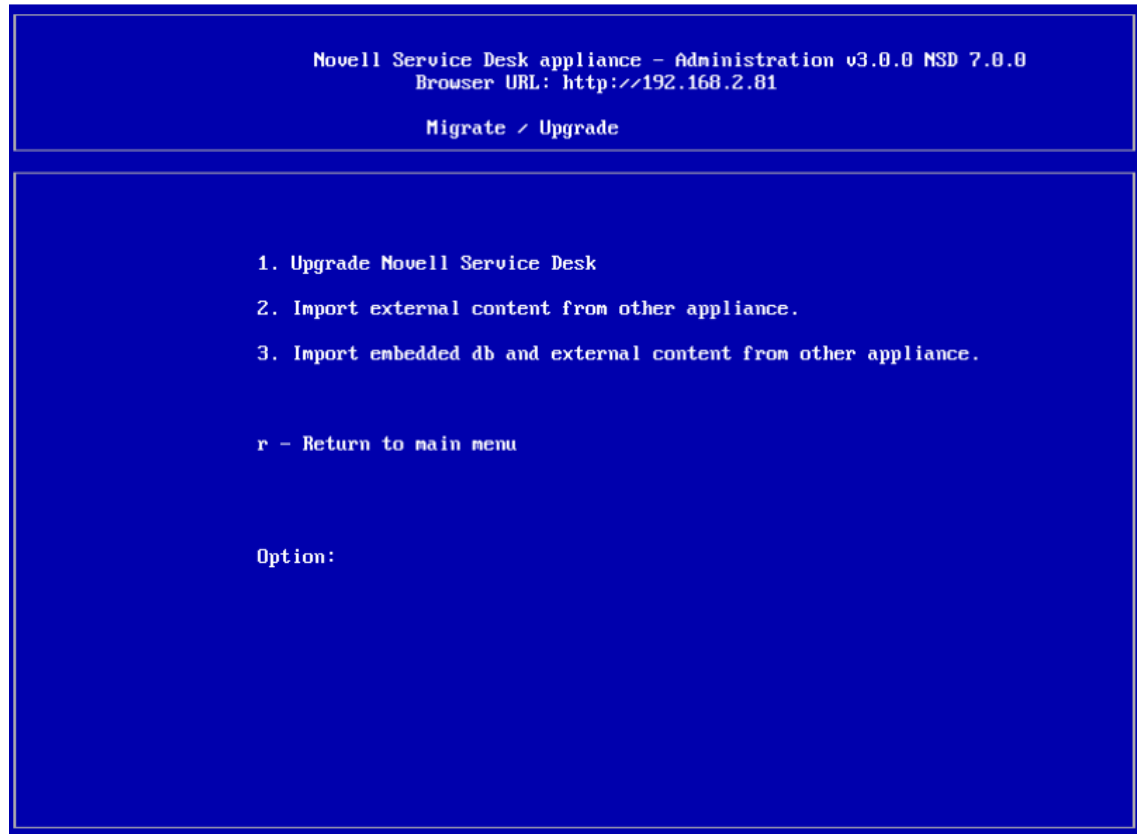 Novell Service Desk appliance - Administration v3.0.0 NSD 7.0.0
Browser URL: http://192.168.2.81
Migrate / Upgrade
1. Upgrade Novell Service Desk
2. Import external content from other appliance.
3. Import embedded db and external content from other appliance.
r - Return to main menu
Option: